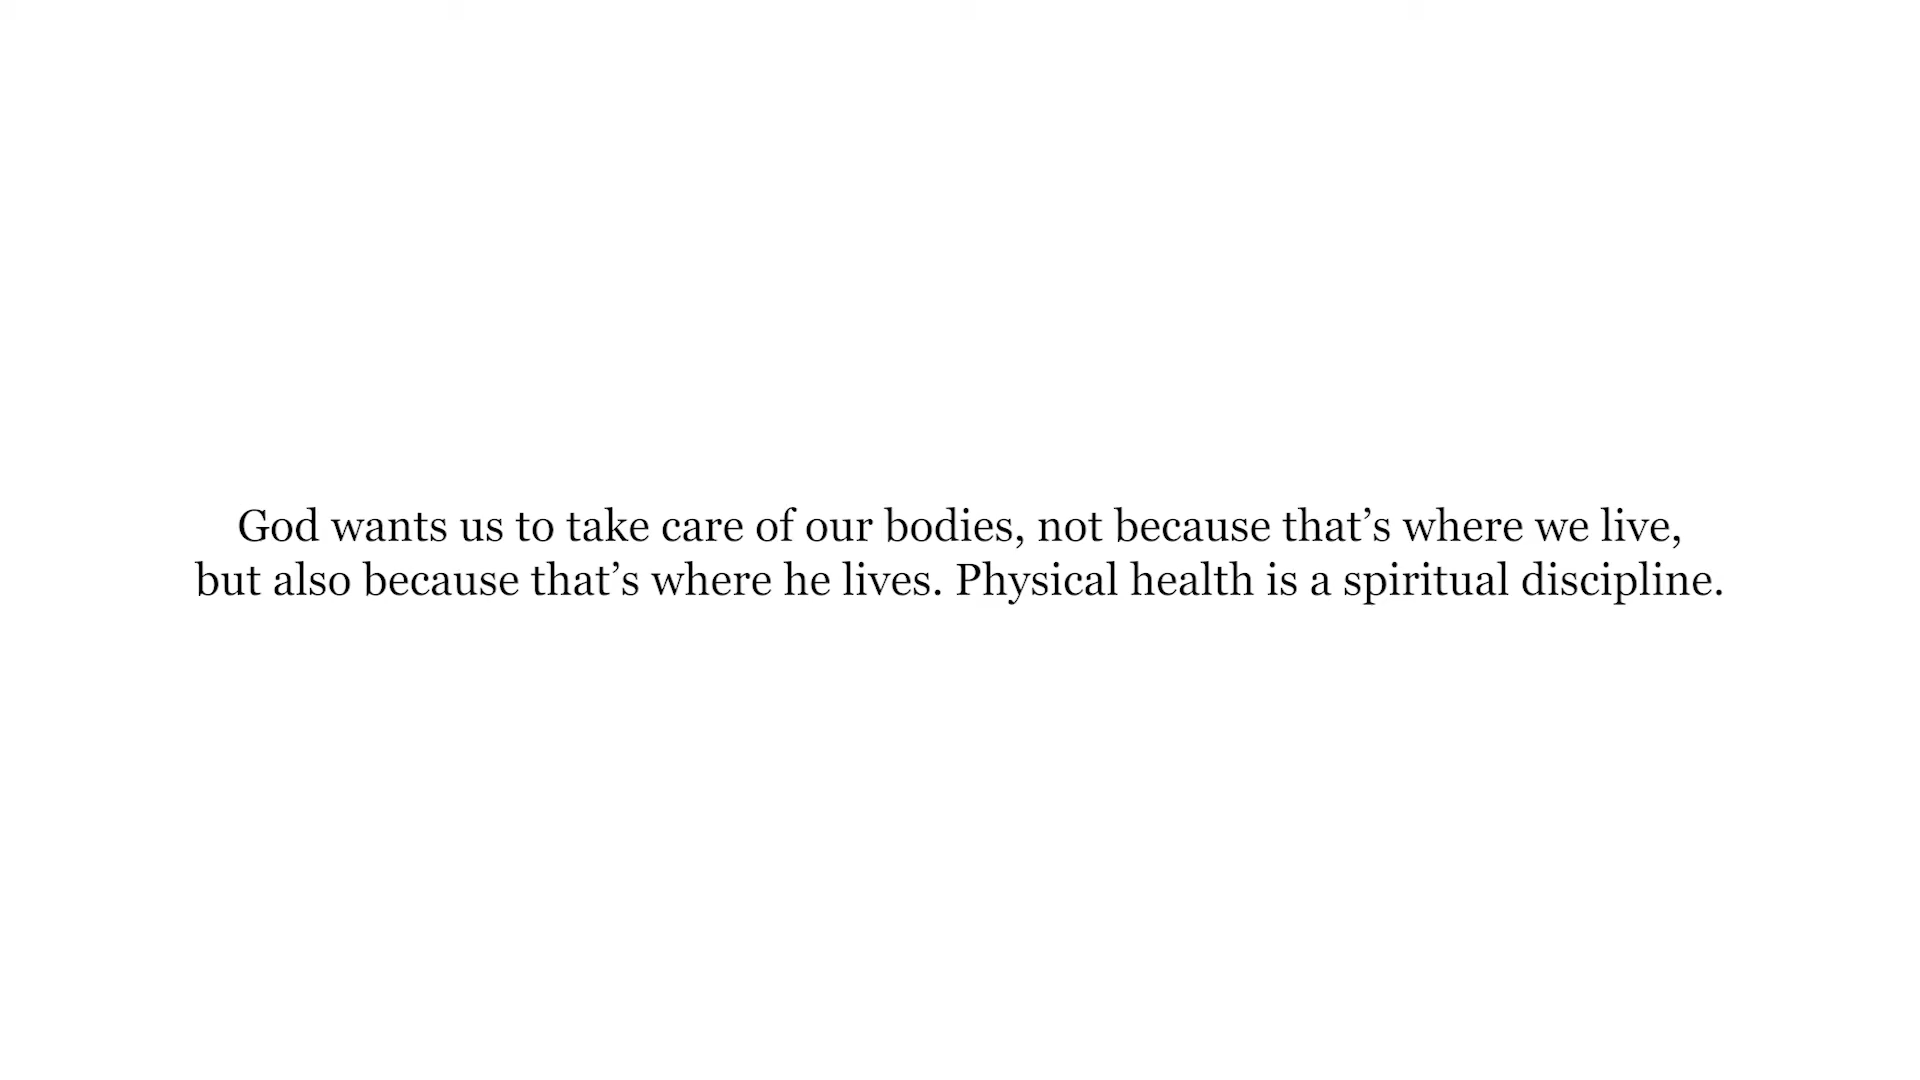 God wants us to take care of our bodies, not because that’s where we live,
but also because that’s where he lives. Physical health is a spiritual discipline.